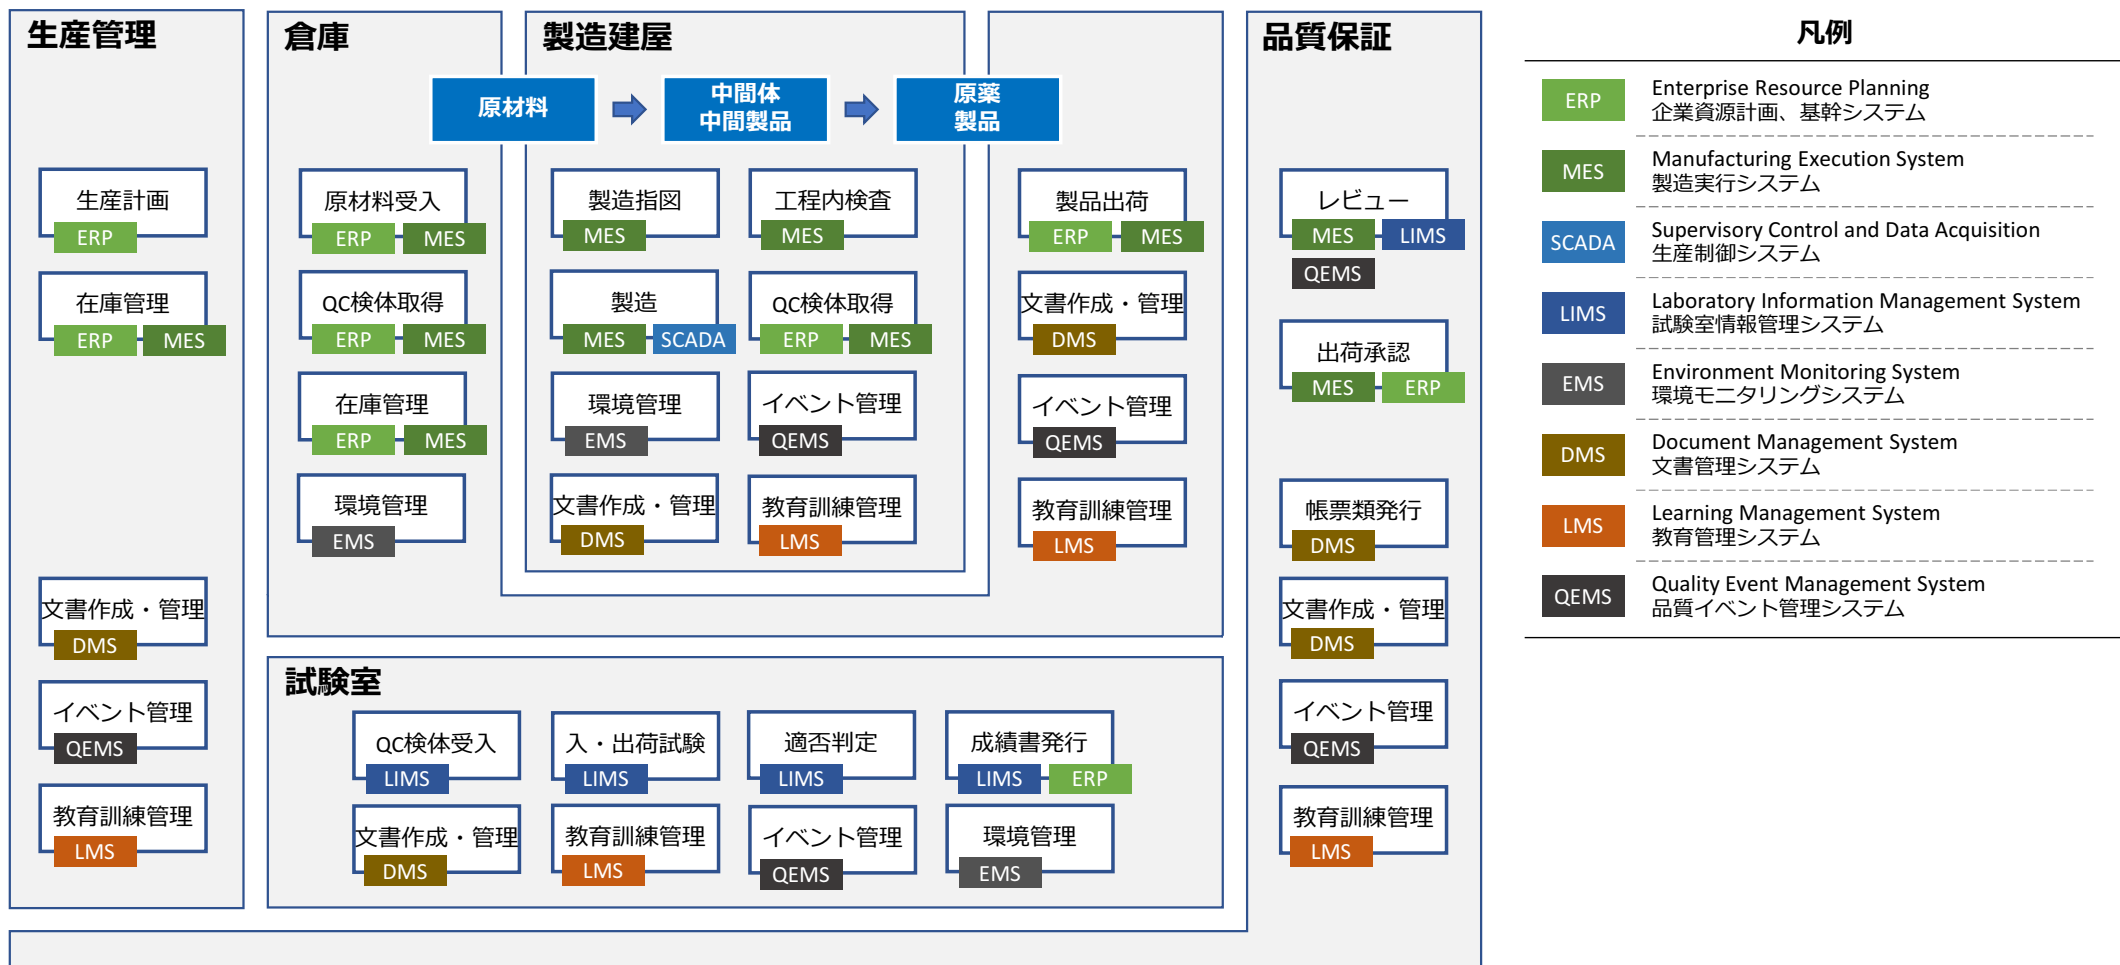 生産管理
生産計画
ERP
在庫管理
ERP MES
文書作成・管理
DMS
イベント管理
QEMS
教育訓練管理
LMS
倉庫
製造建屋
原材料
中間体
中間製品
原薬
製品
原材料受入
ERP MES
QC検体取得
ERP MES
在庫管理
ERP MES
環境管理
EMS
製造指図
MES
工程内検査
MES
製造
MES SCADA
QC検体取得
ERP MES
環境管理
EMS
イベント管理
QEMS
文書作成・管理
DMS
教育訓練管理
LMS
製品出荷
ERP MES
文書作成・管理
DMS
イベント管理
QEMS
教育訓練管理
LMS
試験室
QC検体受入
LIMS
入・出荷試験
LIMS
適否判定
LIMS
成績書発行
LIMS ERP
文書作成・管理
DMS
教育訓練管理
LMS
イベント管理
QEMS
環境管理
EMS
品質保証
レビュー
MES LIMS
QEMS
出荷承認
MES ERP
帳票類発行
DMS
文書作成・管理
DMS
イベント管理
QEMS
教育訓練管理
LMS
凡例
ERP
Enterprise Resource Planning
企業資源計画、基幹システム
MES
Manufacturing Execution System
製造実行システム
SCADA
Supervisory Control and Data Acquisition
生産制御システム
LIMS
Laboratory Information Management System
試験室情報管理システム
EMS
Environment Monitoring System
環境モニタリングシステム
DMS
Document Management System
文書管理システム
LMS
Learning Management System
教育管理システム
QEMS
Quality Event Management System
品質イベント管理システム